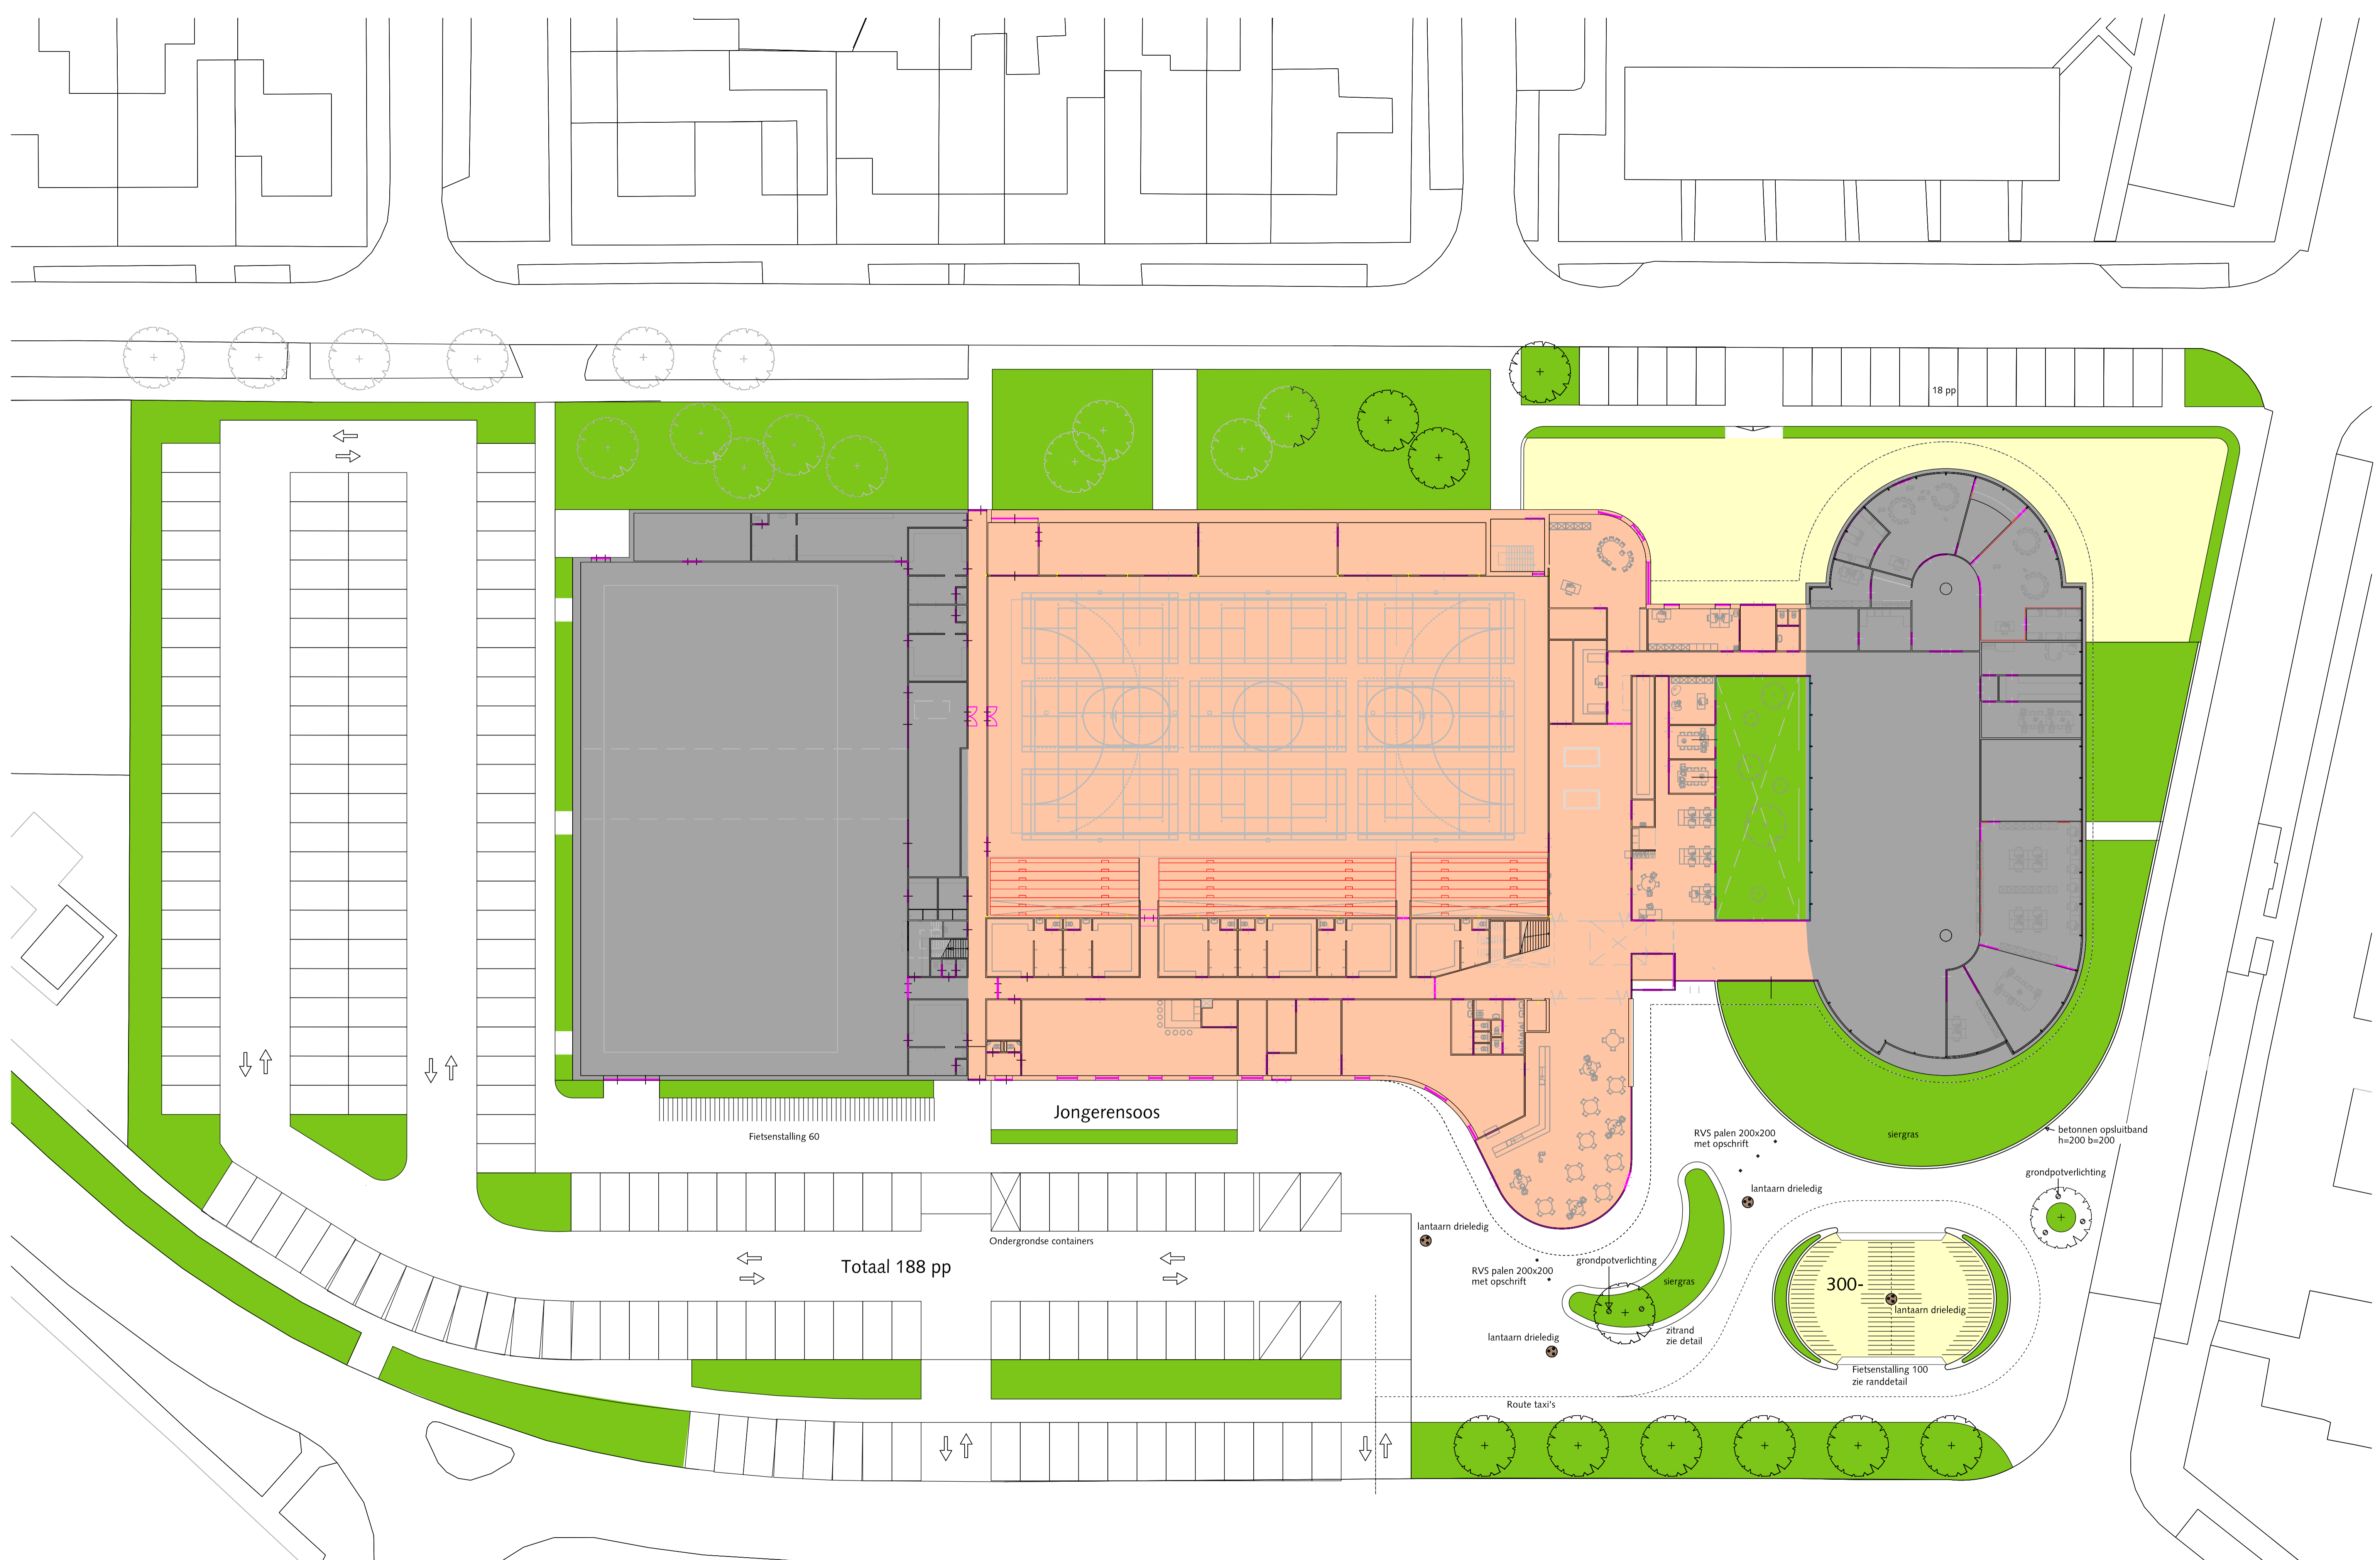 18 pp
Jongerensoos
Fietsenstalling 60
RVS palen 200x200
met opschrift
siergras
betonnen opsluitband
h=200 b=200
grondpotverlichting
lantaarn drieledig
lantaarn drieledig
Ondergrondse containers
Totaal 188 pp
grondpotverlichting
RVS palen 200x200
met opschrift
siergras
300-
lantaarn drieledig
lantaarn drieledig
zitrand
zie detail
Fietsenstalling 100
zie randdetail
Route taxi's